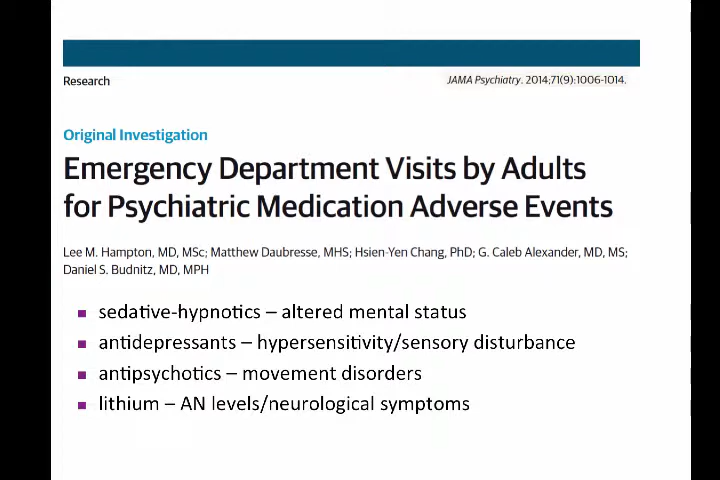 Research
JAMA Psychiatry. 2014;71(9):1006-1014.
Original Investigation
Emergency Department Visits by Adults
for Psychiatric Medication Adverse Events
Lee M. Hampton, MD, MSc; Matthew Daubresse, MHS; Hsien-Yen Chang, PhD; G. Caleb Alexander, MD, MS;
Daniel S. Budnitz, MD, MPH
■ sedative-hypnotics – altered mental status
■ antidepressants – hypersensitivity/sensory disturbance
■ antipsychotics – movement disorders
■ lithium – AN levels/neurological symptoms